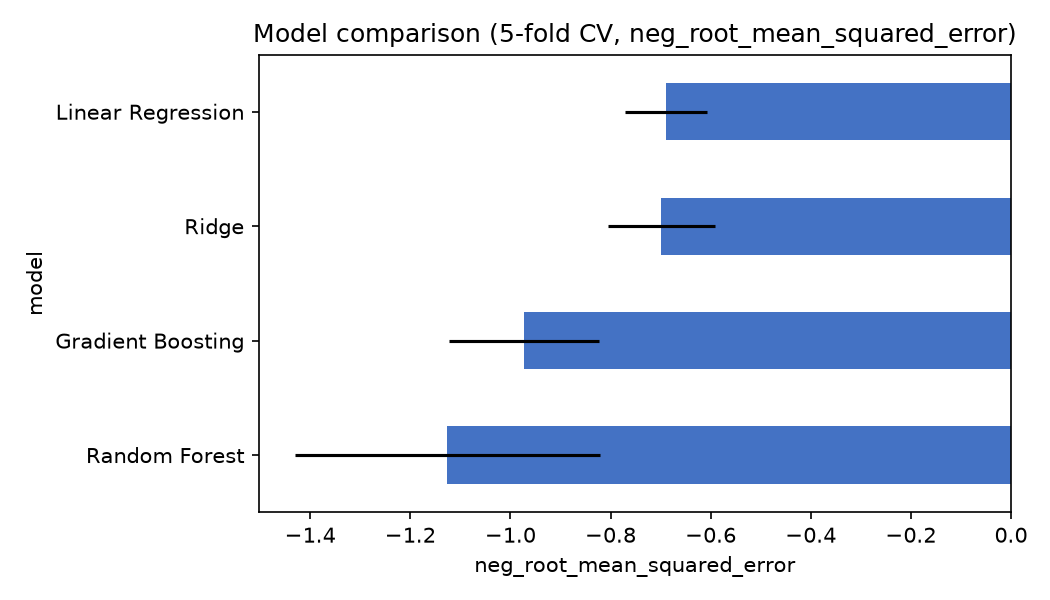 Model comparison (5-fold CV, neg_root_mean_squared_error)
Linear Regression
Ridge
Gradient Boosting
Random Forest
model
−1.4 −1.2 −1.0 −0.8 −0.6 −0.4 −0.2 0.0
neg_root_mean_squared_error